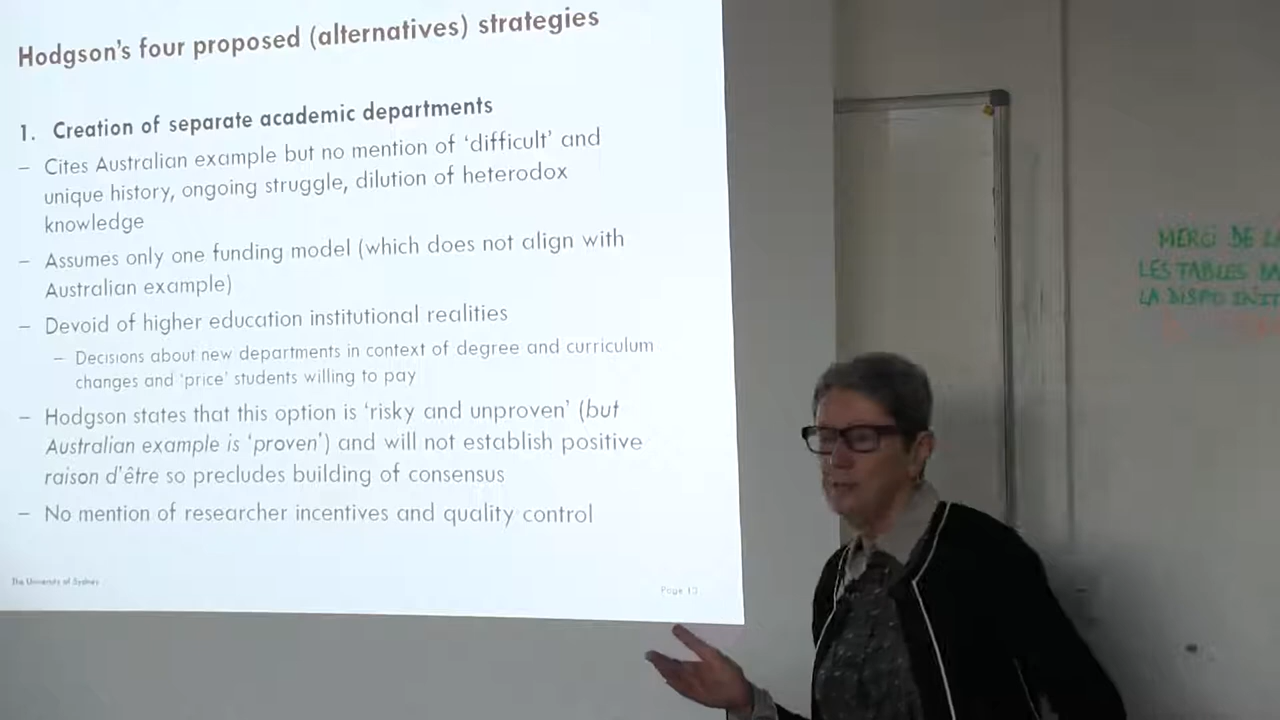 Hodgson's four proposed (alternatives) strategies
1. Creation of separate academic departments
– Cites Australian example but no mention of 'difficult' and
unique history, ongoing struggle, dilution of heterodox
knowledge
– Assumes only one funding model (which does not align with
Australian example)
– Devoid of higher education institutional realities
– Decisions about new departments in context of degree and curriculum
changes and 'price' students willing to pay
– Hodgson states that this option is 'risky and unproven' (but
Australian example is 'proven') and will not establish positive
raison d'être so precludes building of consensus
– No mention of researcher incentives and quality control
The University of Sydney
Page 13
MERCI DE
LES TABLES
LA DISPO